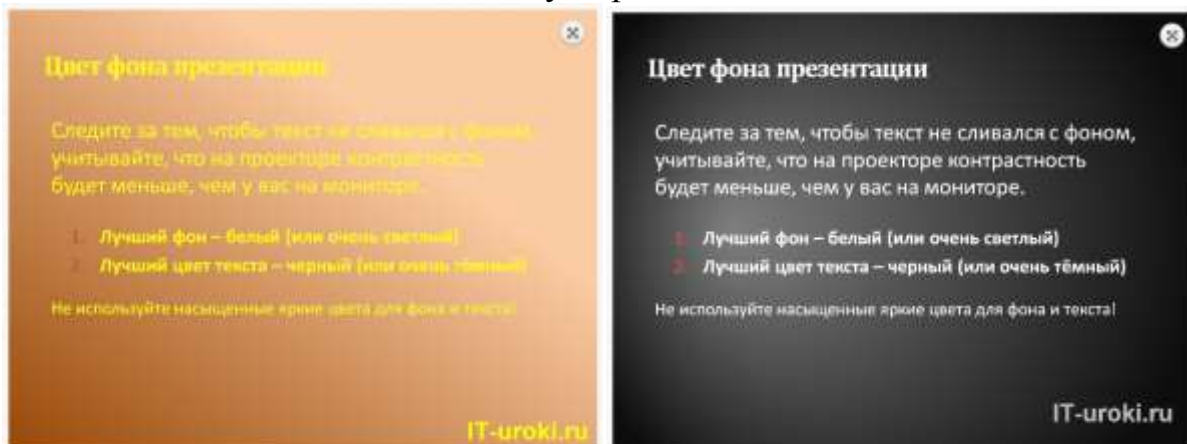 Цвет фона презентации
Следите за тем, чтобы текст не сливался с фоном,
учитывайте, что на проекторе контрастность
будет меньше, чем у вас на мониторе.
1. Лучший фон – белый (или очень светлый)
2. Лучший цвет текста – черный (или очень тёмный)
Не используйте насыщенные яркие цвета для фона и текста!
IT-uroki.ru
Цвет фона презентации
Следите за тем, чтобы текст не сливался с фоном,
учитывайте, что на проекторе контрастность
будет меньше, чем у вас на мониторе.
1. Лучший фон – белый (или очень светлый)
2. Лучший цвет текста – черный (или очень тёмный)
Не используйте насыщенные яркие цвета для фона и текста!
IT-uroki.ru